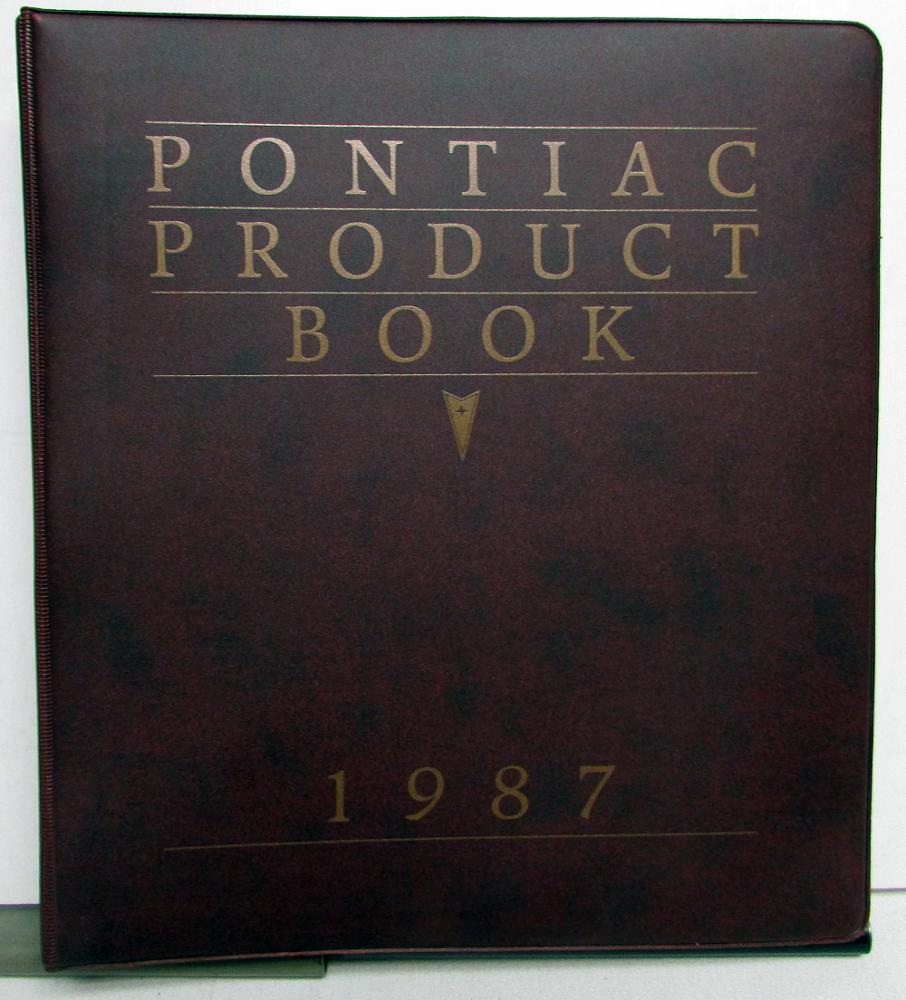 PONTIAC
PRODUCT
BOOK
1987